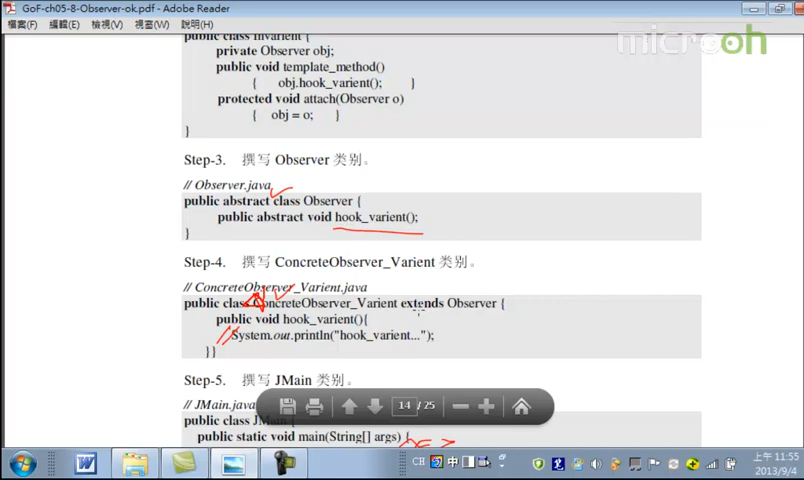 GoF-ch05-8-Observer-ok.pdf - Adobe Reader
檔案(F) 編輯(E) 檢視(V) 視窗(W) 說明(H)
microoh
public class Invarient {
private Observer obj;
public void template_method()
{ obj.hook_varient(); }
protected void attach(Observer o)
{ obj = o; }
}
Step-3. 撰写 Observer 类别。
// Observer.java
public abstract class Observer {
public abstract void hook_varient();
}
Step-4. 撰写 ConcreteObserver_Varient 类别。
// ConcreteObserver_Varient.java
public class ConcreteObserver_Varient extends Observer {
public void hook_varient(){
System.out.println("hook_varient...");
}}
Step-5. 撰写 JMain 类别。
// JMain.java
14 / 25
public class JMain {
public static void main(String[] args) {
CH 中
上午 11:55
2013/9/4